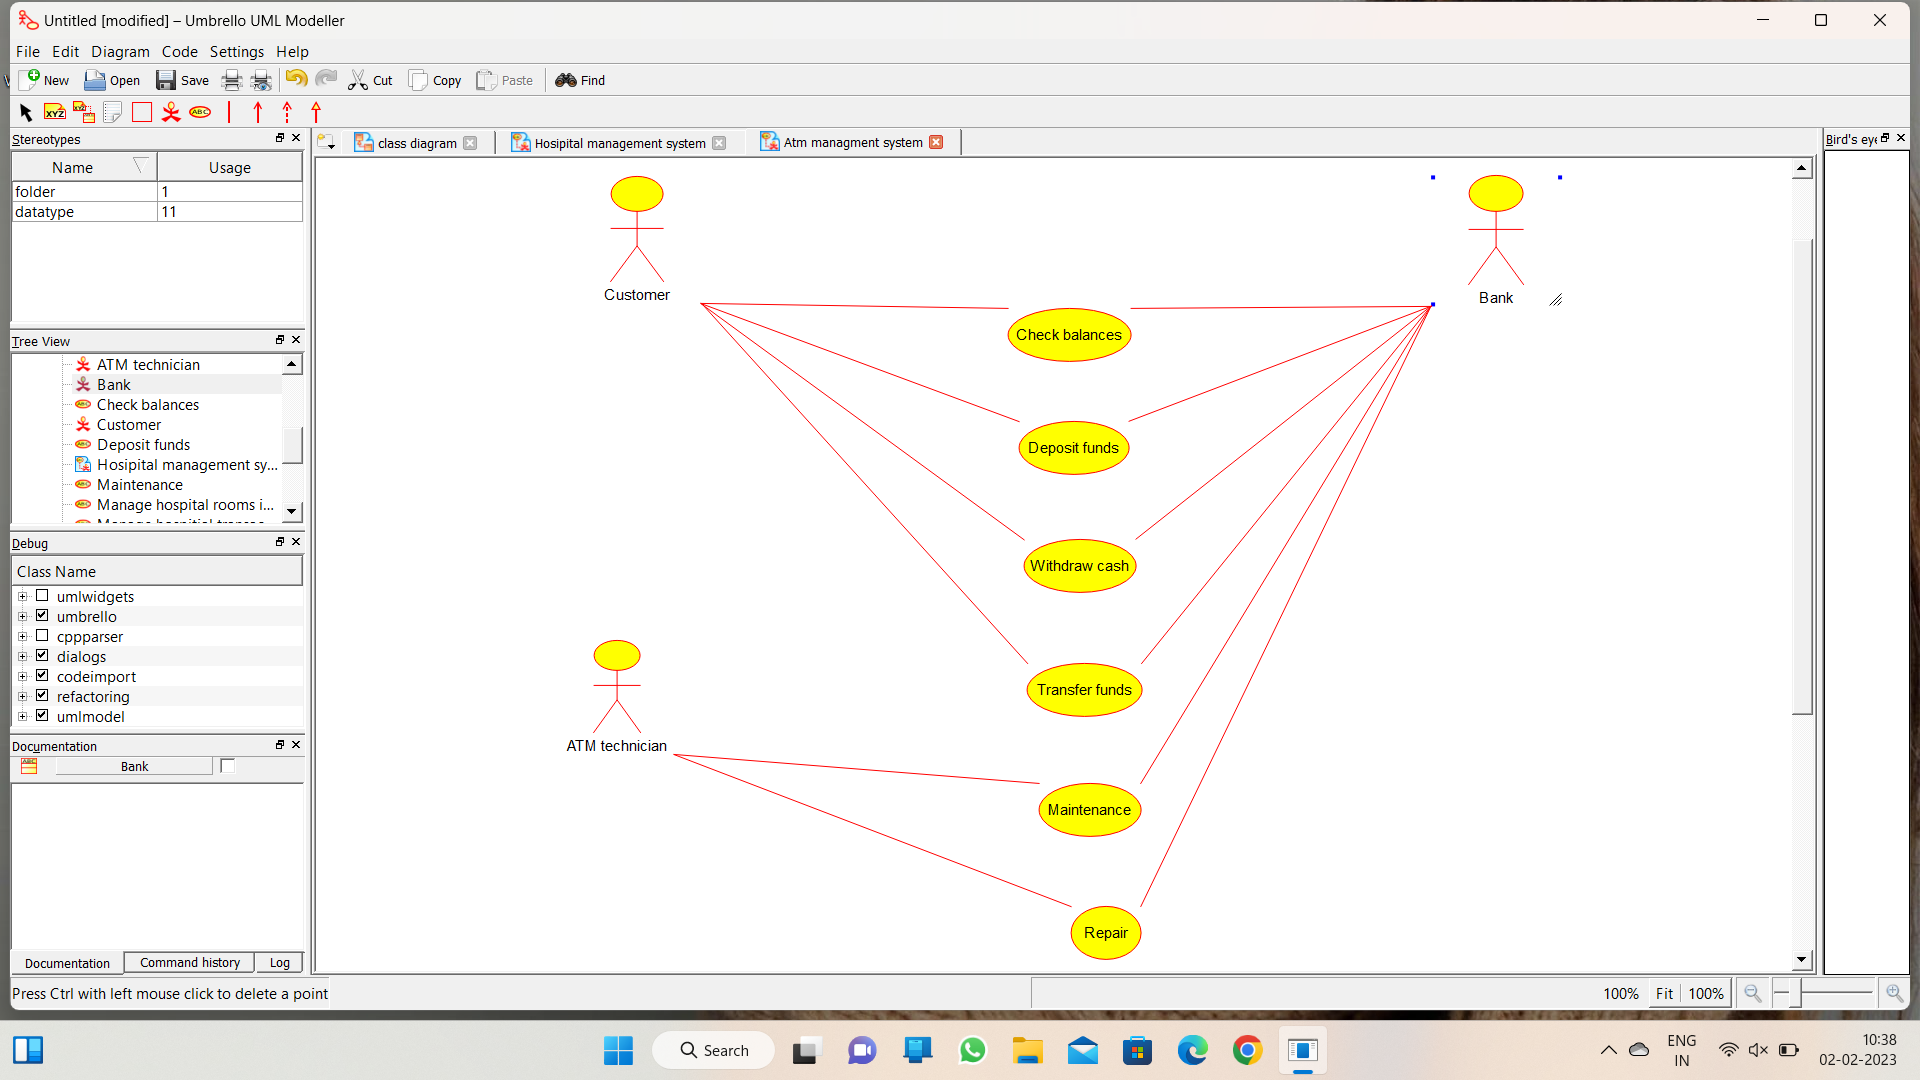 Untitled [modified] – Umbrello UML Modeller
File Edit Diagram Code Settings Help
New Open Save Cut Copy Paste Find
XYZ XYZ ABC
Stereotypes
Name Usage
folder 1
datatype 11
Tree View
ATM technician
Bank
Check balances
Customer
Deposit funds
Hosipital management sy...
Maintenance
Manage hospital rooms i...
Debug
Class Name
umlwidgets
umbrello
cppparser
dialogs
codeimport
refactoring
umlmodel
Documentation
Bank
Documentation Command history Log
class diagram Hosipital management system Atm managment system
Customer
Bank
Check balances
Deposit funds
Withdraw cash
Transfer funds
ATM technician
Maintenance
Repair
Bird's eye
Press Ctrl with left mouse click to delete a point
100% Fit 100%
Search
ENG
IN
10:38
02-02-2023